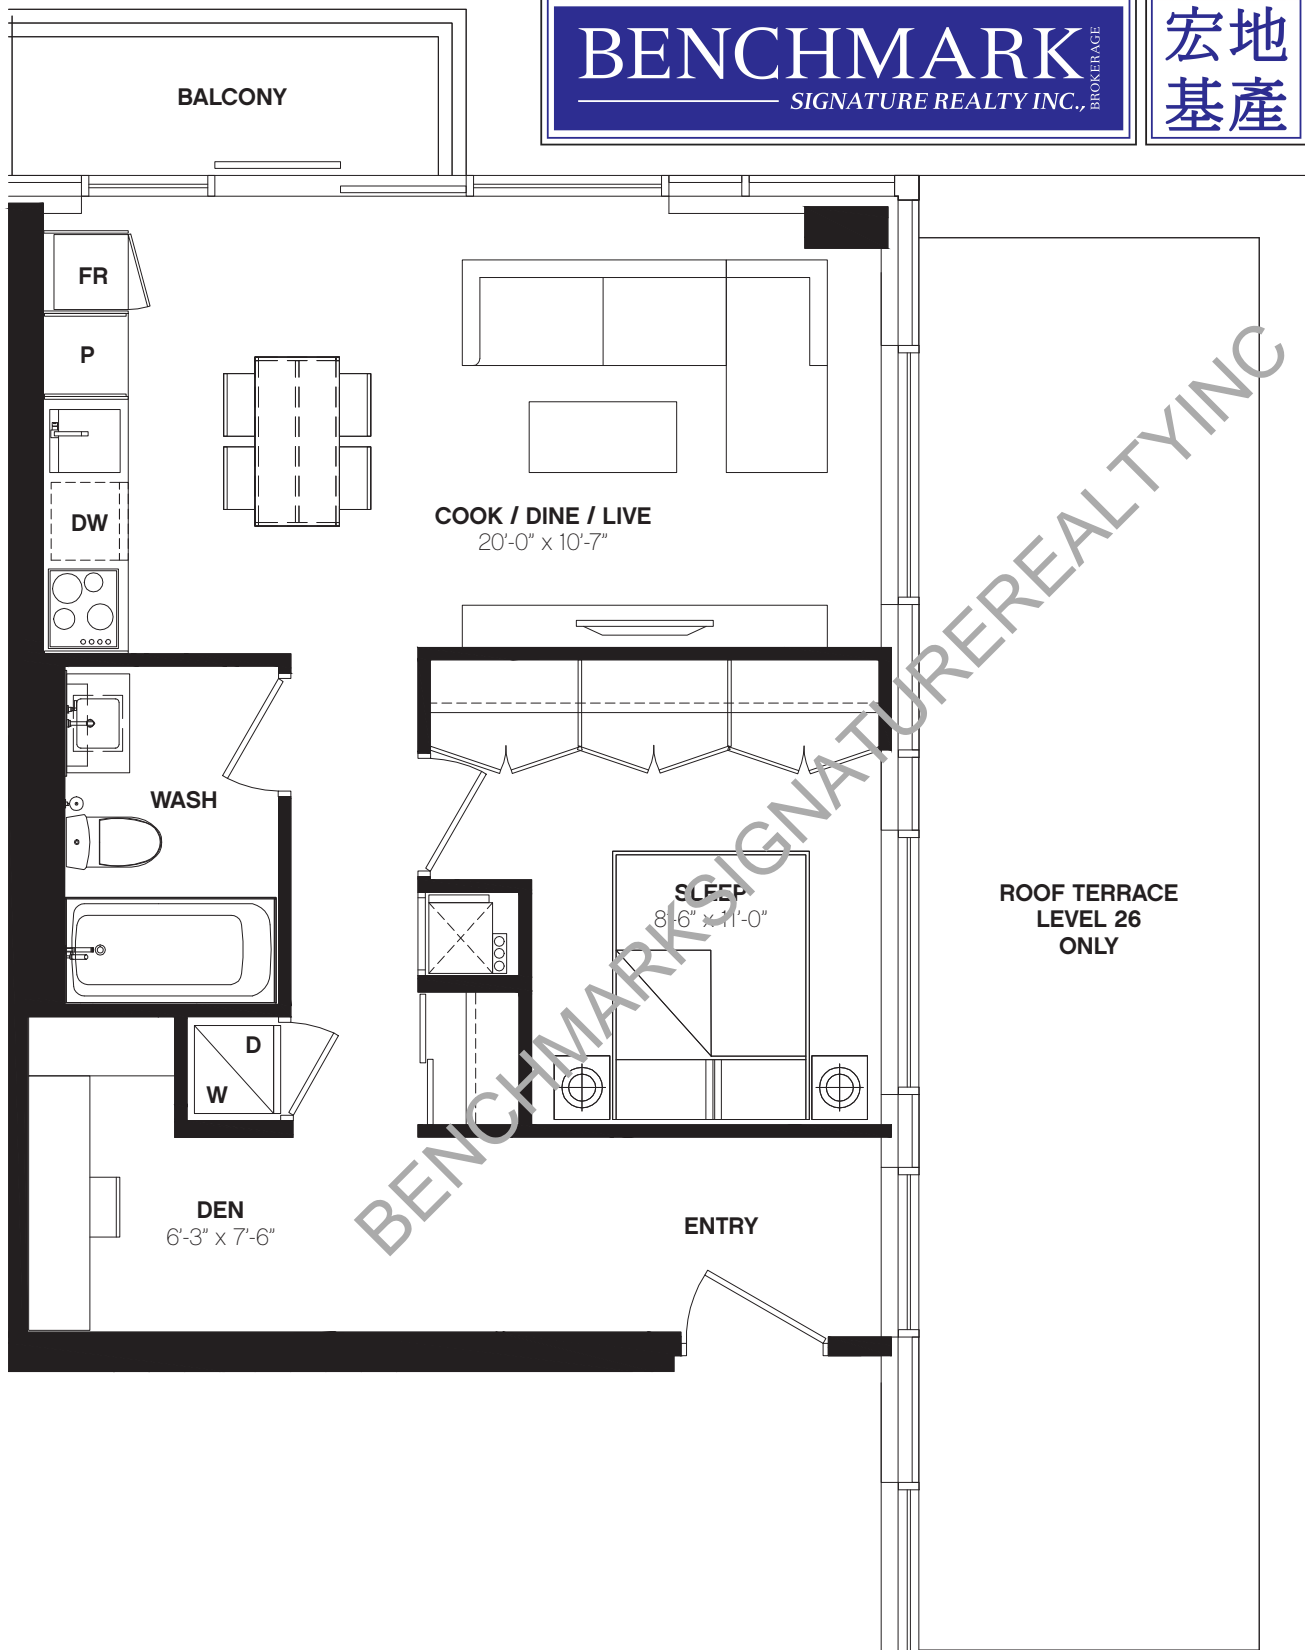 BENCHMARK
SIGNATURE REALTY INC.,
BROKERAGE
宏地
基產
BALCONY
FR
P
DW
COOK / DINE / LIVE
20'-0" x 10'-7"
WASH
SLEEP
8'-6" x 11'-0"
ROOF TERRACE
LEVEL 26
ONLY
D
W
DEN
6'-3" x 7'-6"
ENTRY
BENCHMARKSIGNATUREREALTYINC